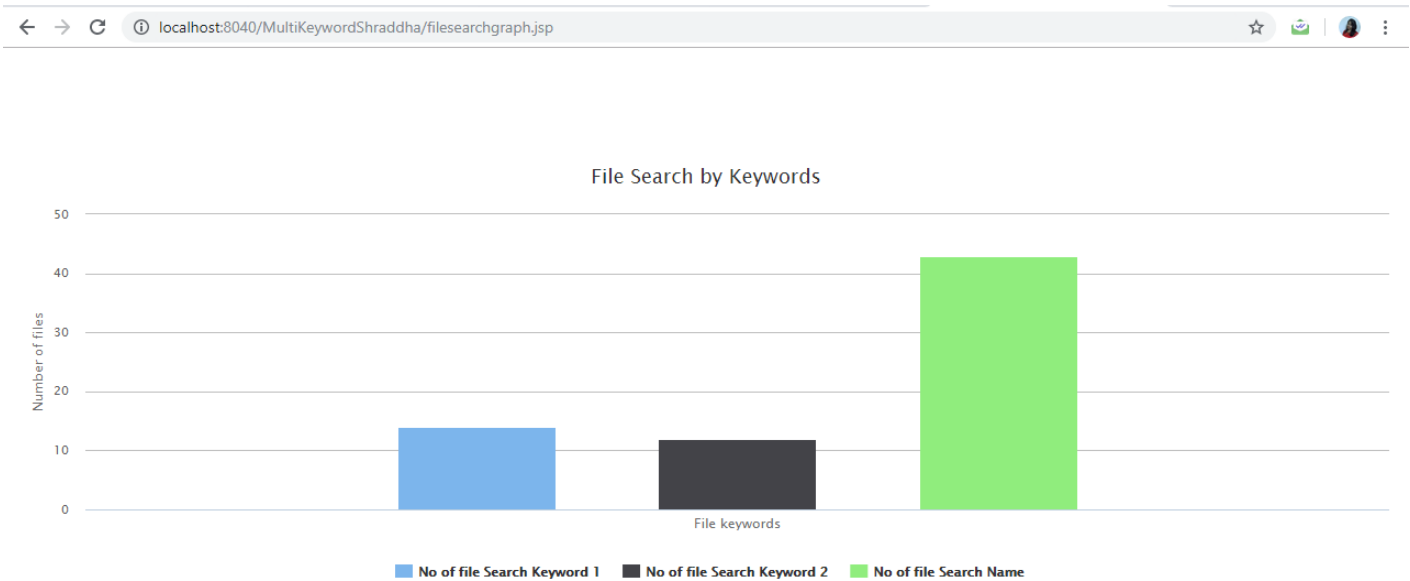 localhost:8040/MultiKeywordShraddha/filesearchgraph.jsp
File Search by Keywords
50
40
30
20
10
0
Number of files
File keywords
No of file Search Keyword 1 No of file Search Keyword 2 No of file Search Name